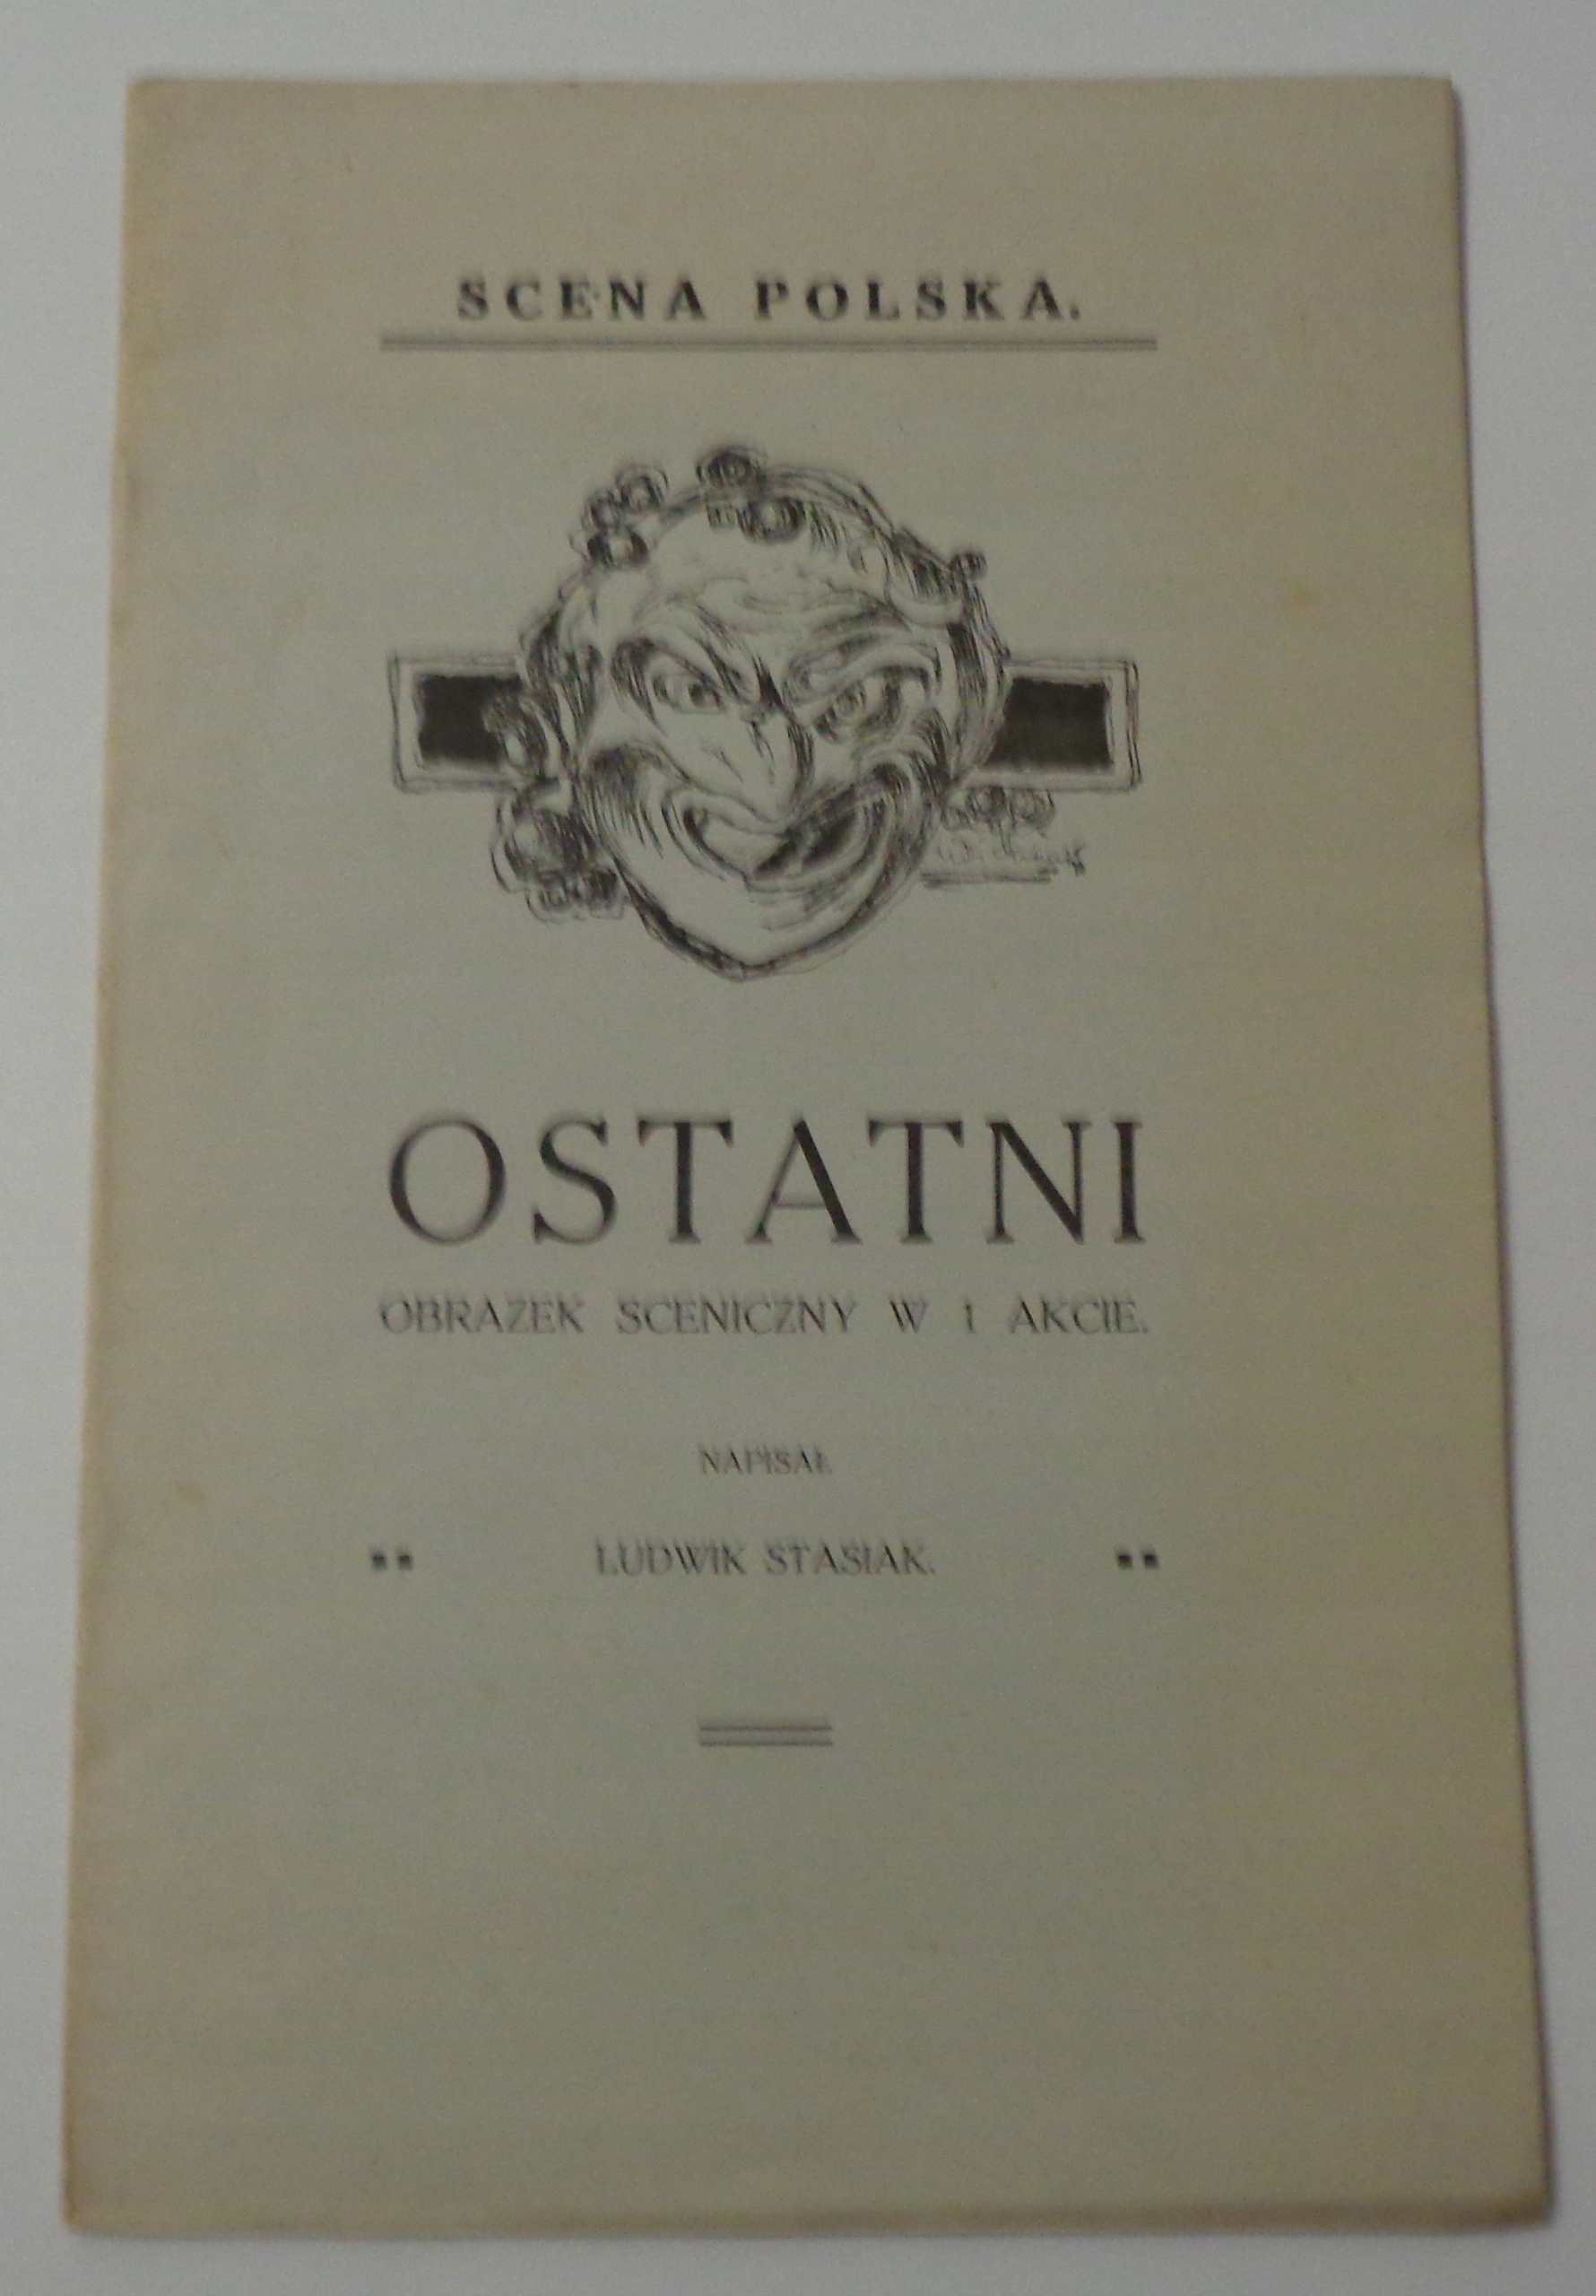 SCENA POLSKA.
OSTATNI
OBRAZEK SCENICZNY W 1 AKCIE.
NAPISAŁ
LUDWIK STASIAK.